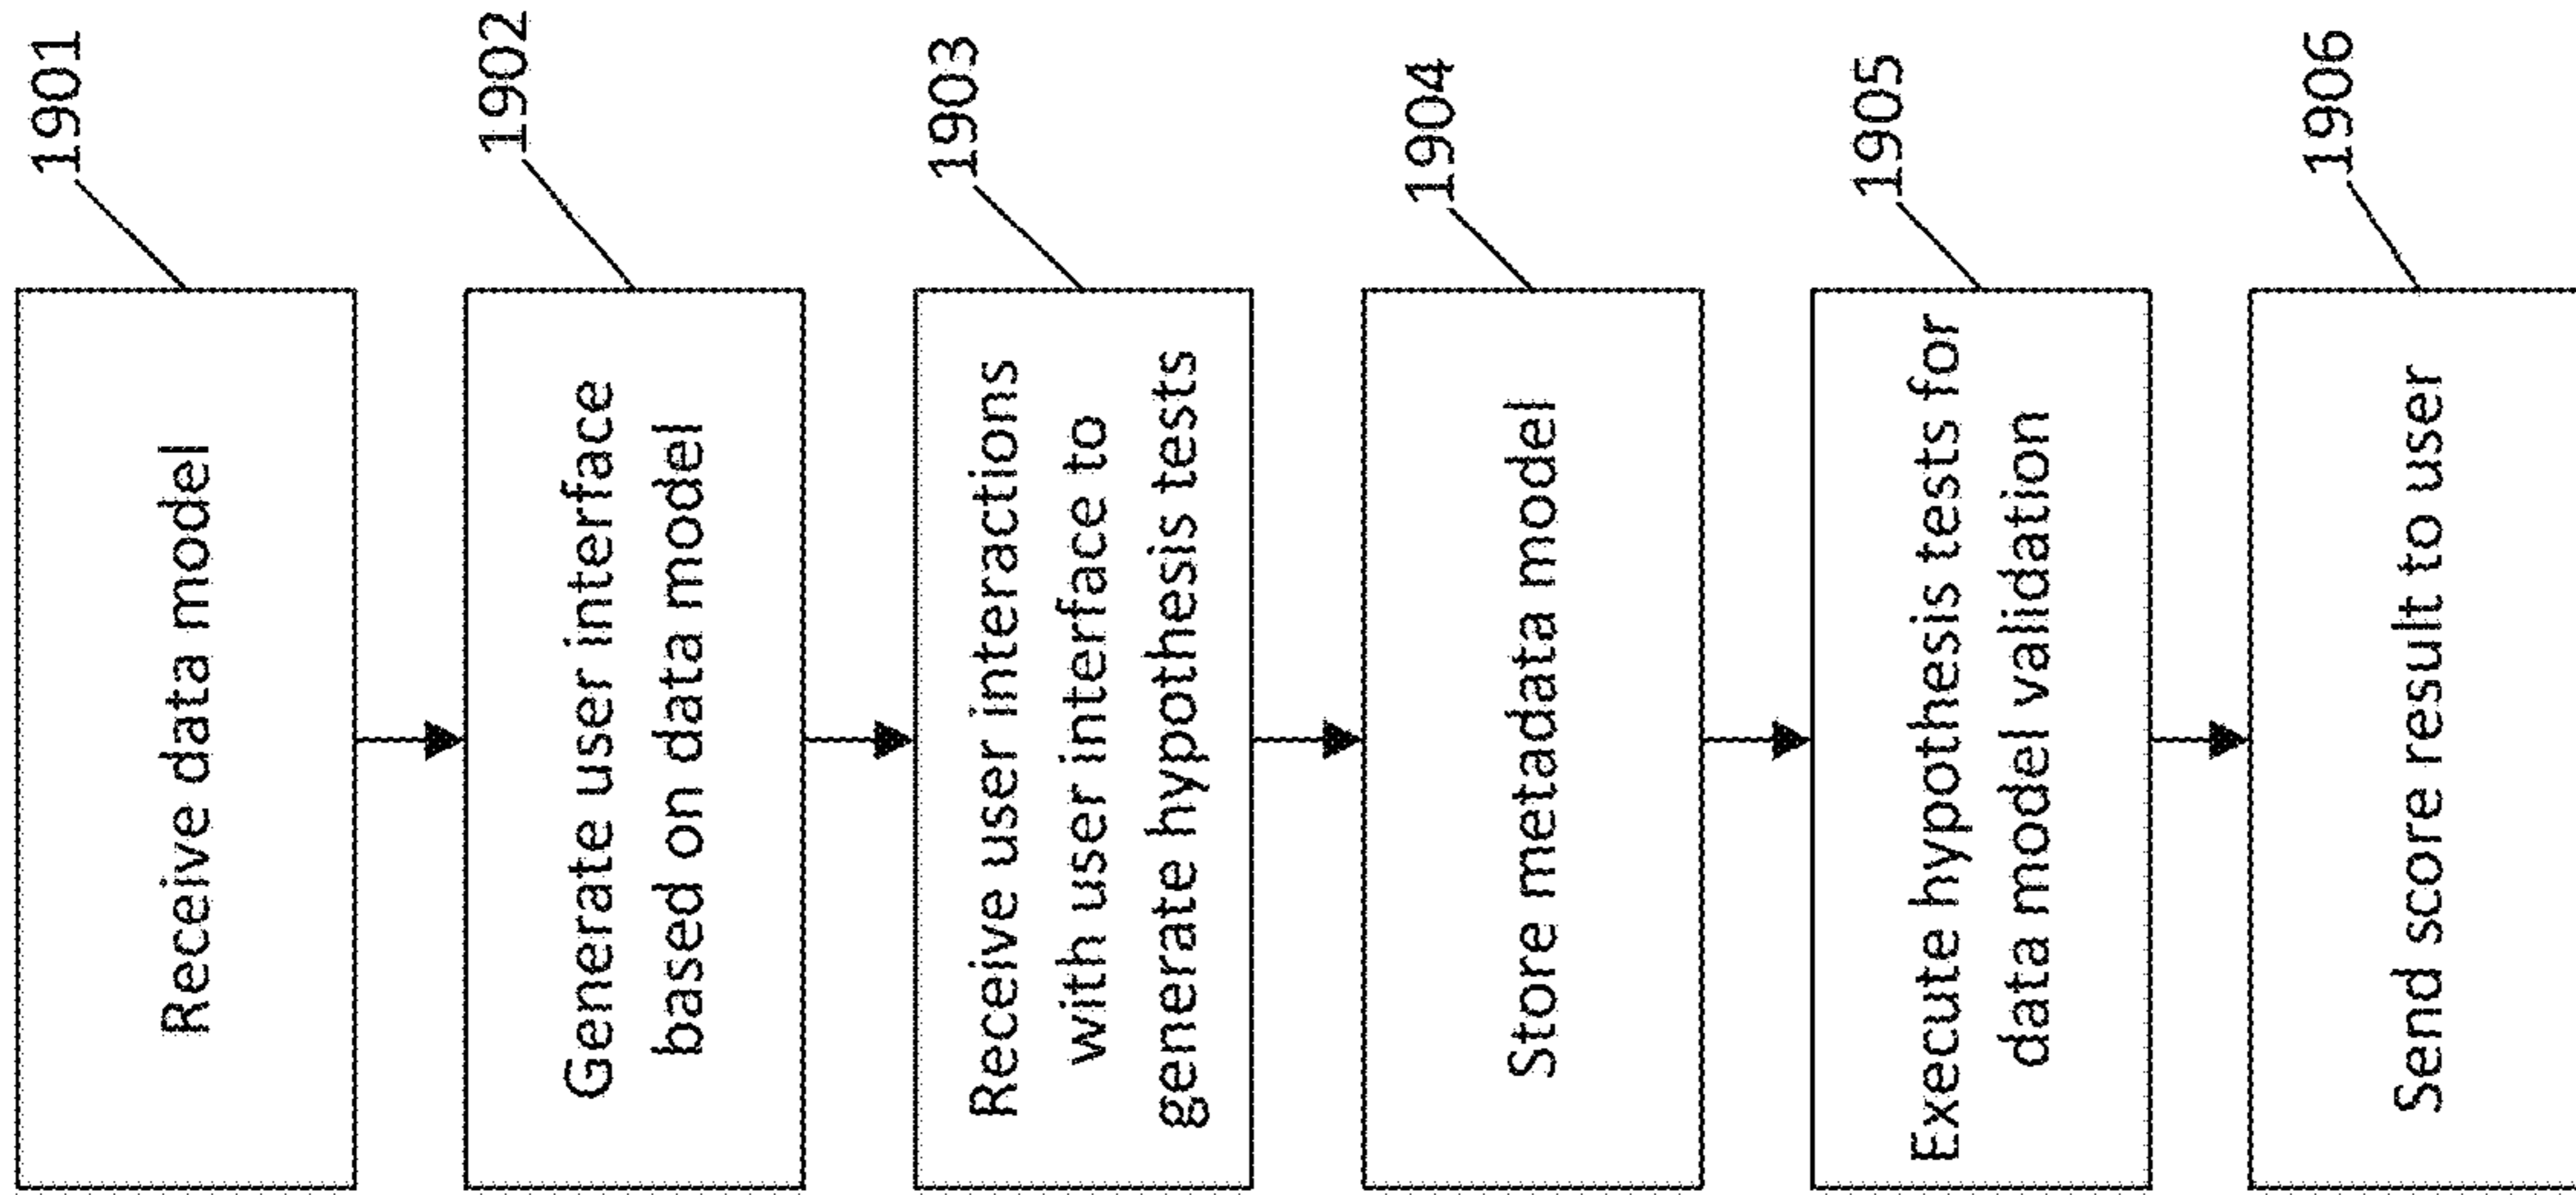 1901
Receive data model
1902
Generate user interface
based on data model
1903
Receive user interactions
with user interface to
generate hypothesis tests
1904
Store metadata model
1905
Execute hypothesis tests for
data model validation
1906
Send score result to user